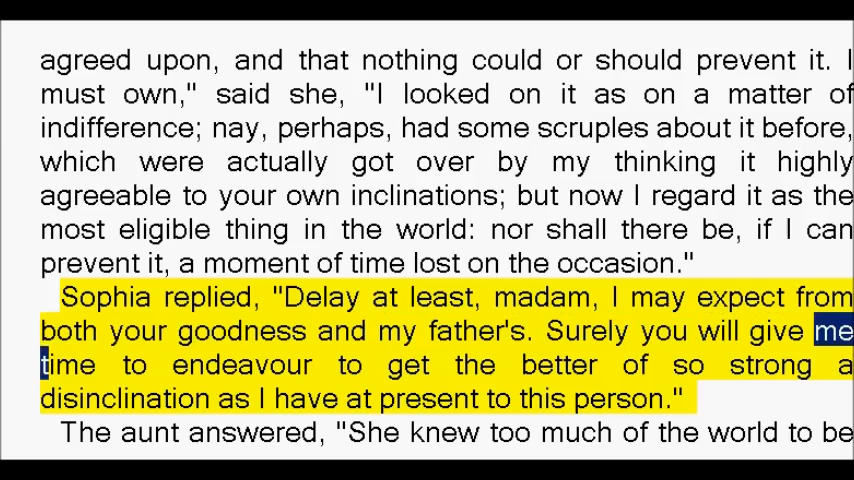 agreed upon, and that nothing could or should prevent it. I
must own," said she, "I looked on it as on a matter of
indifference; nay, perhaps, had some scruples about it before,
which were actually got over by my thinking it highly
agreeable to your own inclinations; but now I regard it as the
most eligible thing in the world: nor shall there be, if I can
prevent it, a moment of time lost on the occasion."
Sophia replied, "Delay at least, madam, I may expect from
both your goodness and my father's. Surely you will give me
time to endeavour to get the better of so strong a
disinclination as I have at present to this person."
The aunt answered, "She knew too much of the world to be